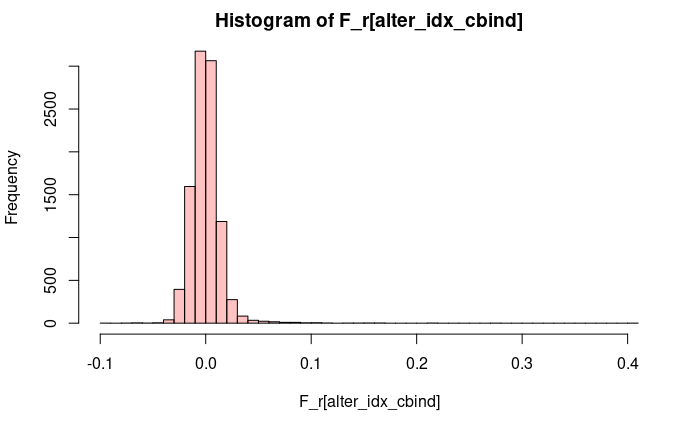 Histogram of F_r[alter_idx_cbind]
Frequency
2500
1500
500
0
-0.1 0.0 0.1 0.2 0.3 0.4
F_r[alter_idx_cbind]